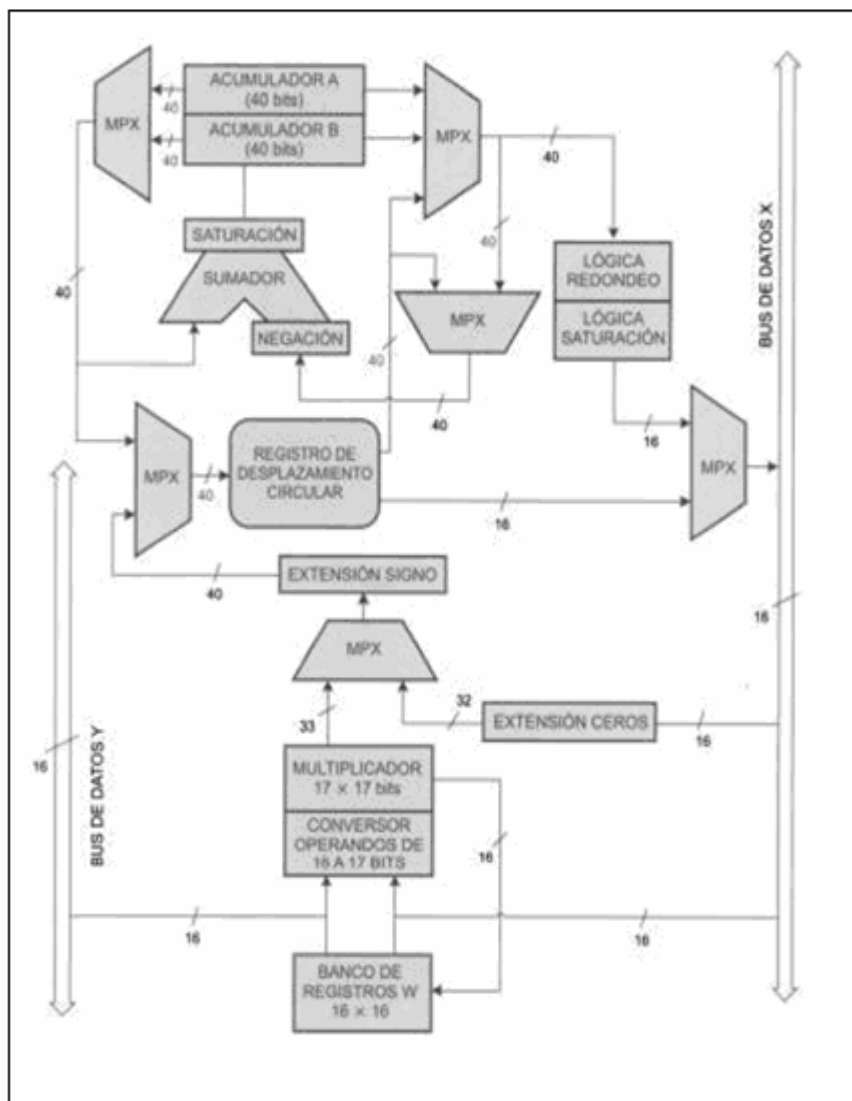 ACUMULADOR A
(40 bits)
ACUMULADOR B
(40 bits)
MPX
40
40
MPX
40
40
SATURACIÓN
SUMADOR
NEGACIÓN
MPX
40
40
40
LÓGICA
REDONDEO
LÓGICA
SATURACIÓN
BUS DE DATOS X
16
MPX
MPX
40
REGISTRO DE
DESPLAZAMIENTO
CIRCULAR
16
EXTENSIÓN SIGNO
40
MPX
16
33
32
EXTENSIÓN CEROS
16
16
BUS DE DATOS Y
MULTIPLICADOR
17 × 17 bits
CONVERSOR
OPERANDOS DE
16 A 17 BITS
16
16
16
BANCO DE
REGISTROS W
16 × 16